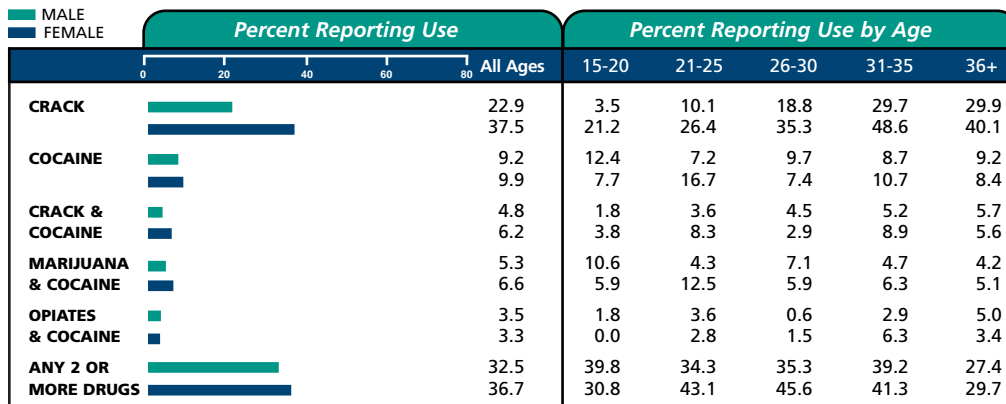 MALE
FEMALE
Percent Reporting Use Percent Reporting Use by Age
0 20 40 60 80 All Ages 15-20 21-25 26-30 31-35 36+
CRACK 22.9 3.5 10.1 18.8 29.7 29.9
37.5 21.2 26.4 35.3 48.6 40.1
COCAINE 9.2 12.4 7.2 9.7 8.7 9.2
9.9 7.7 16.7 7.4 10.7 8.4
CRACK & 4.8 1.8 3.6 4.5 5.2 5.7
COCAINE 6.2 3.8 8.3 2.9 8.9 5.6
MARIJUANA 5.3 10.6 4.3 7.1 4.7 4.2
& COCAINE 6.6 5.9 12.5 5.9 6.3 5.1
OPIATES 3.5 1.8 3.6 0.6 2.9 5.0
& COCAINE 3.3 0.0 2.8 1.5 6.3 3.4
ANY 2 OR 32.5 39.8 34.3 35.3 39.2 27.4
MORE DRUGS 36.7 30.8 43.1 45.6 41.3 29.7